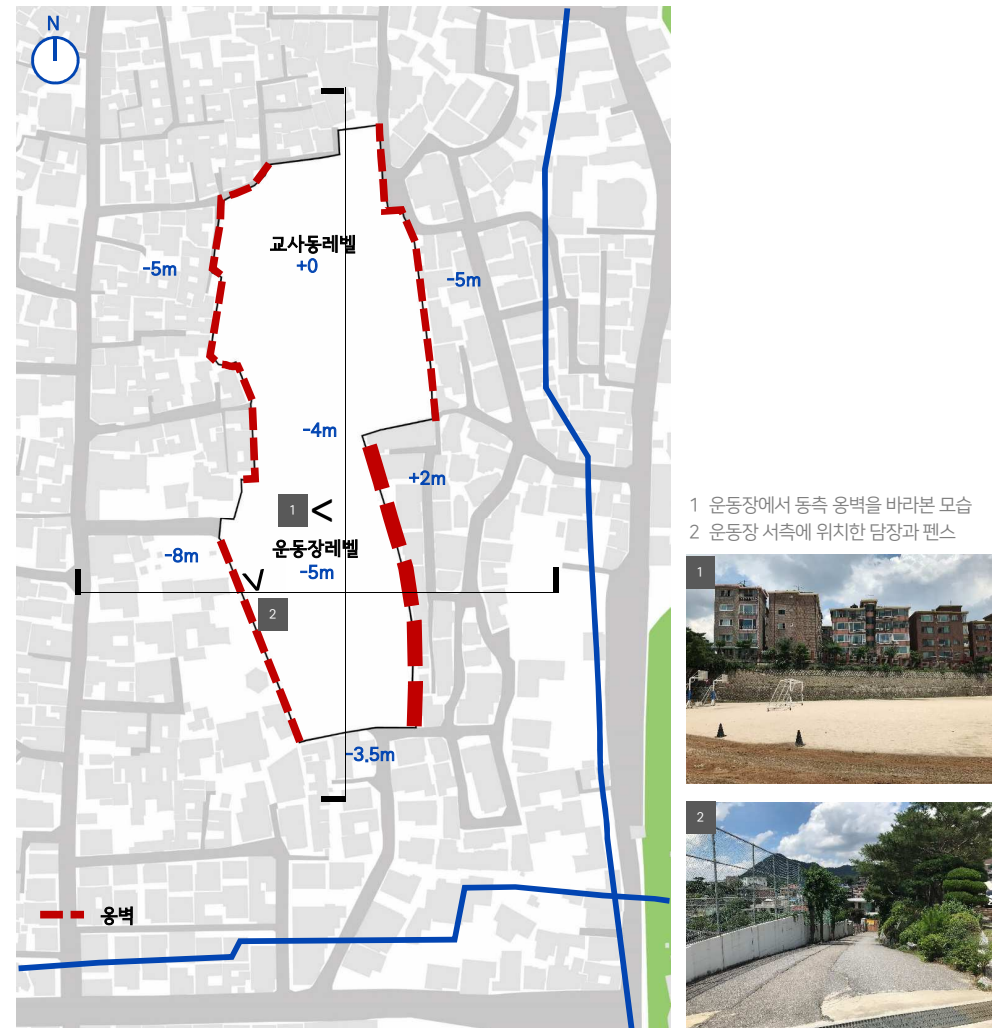 N
교사동레벨
+0
-5m
-5m
-4m
+2m
1
운동장레벨
-5m
-8m
2
-3.5m
옹벽
1 운동장에서 동측 옹벽을 바라본 모습
2 운동장 서측에 위치한 담장과 펜스
1
2